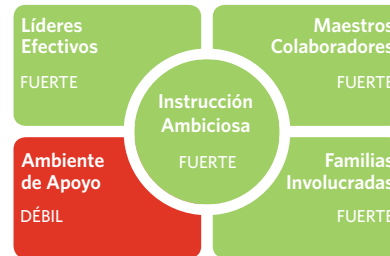 Líderes
Efectivos
FUERTE
Maestros
Colaboradores
FUERTE
Instrucción
Ambiciosa
FUERTE
Ambiente
de Apoyo
DÉBIL
Familias
Involucradas
FUERTE